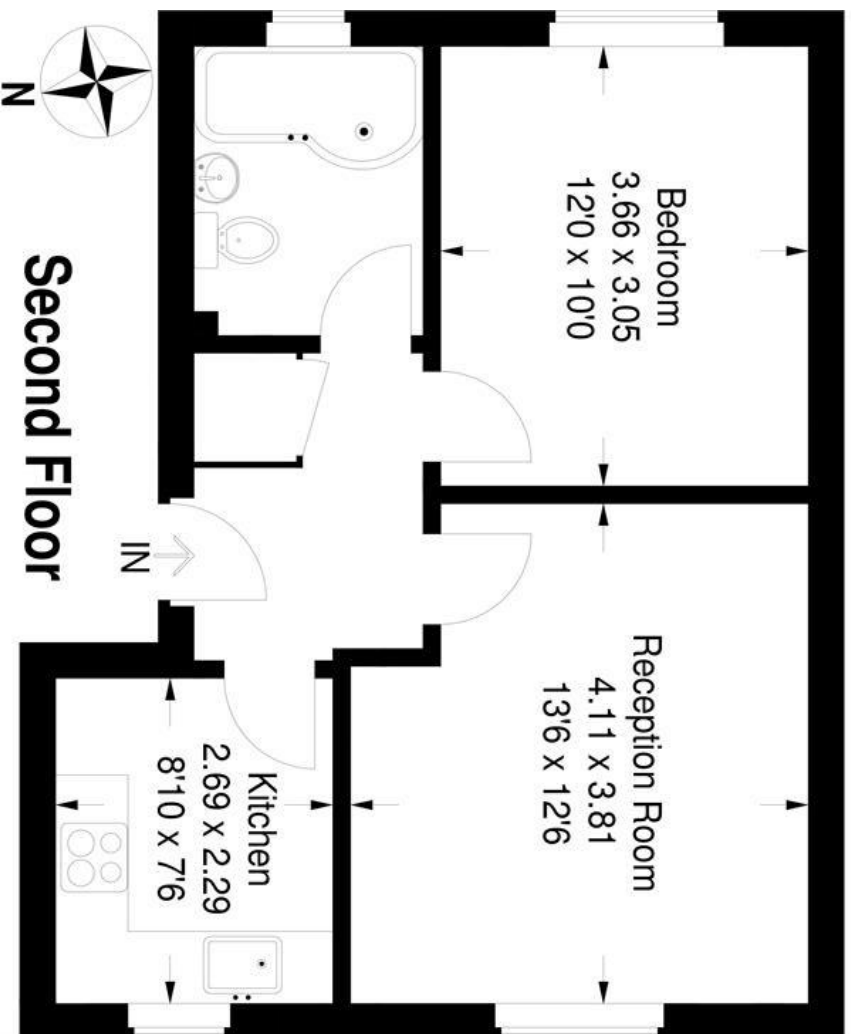 Bedroom
3.66 x 3.05
12'0 x 10'0
Reception Room
4.11 x 3.81
13'6 x 12'6
Kitchen
2.69 x 2.29
8'10 x 7'6
IN
N
Second Floor